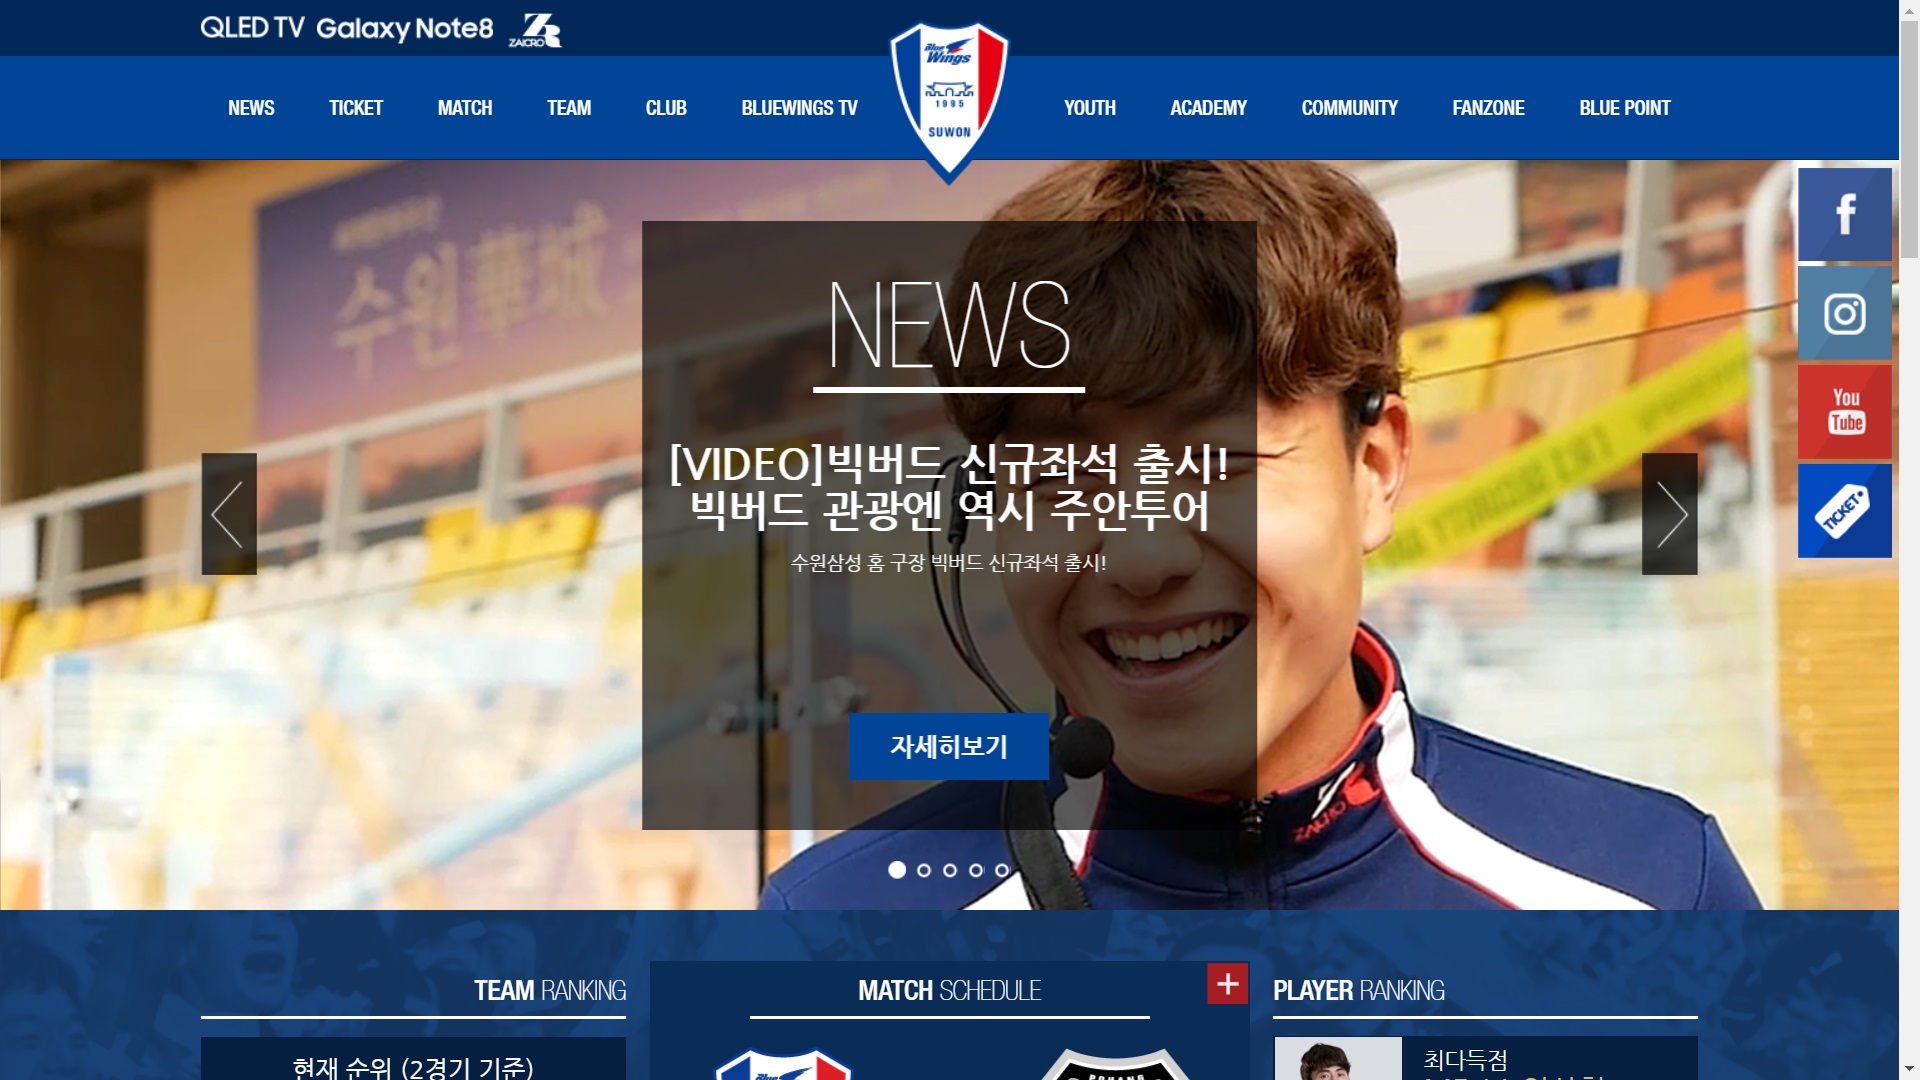 QLED TV Galaxy Note8 ZAICRO
NEWS TICKET MATCH TEAM CLUB BLUEWINGS TV YOUTH ACADEMY COMMUNITY FANZONE BLUE POINT
Blue Wings
1995
SUWON
수원華城
NEWS
[VIDEO]빅버드 신규좌석 출시!
빅버드 관광엔 역시 주안투어
수원삼성 홈 구장 빅버드 신규좌석 출시!
자세히보기
ZAICRO
f
You Tube
TICKET
TEAM RANKING
MATCH SCHEDULE
PLAYER RANKING
현재 순위 (2경기 기준)
Blue
POHANG
최다득점